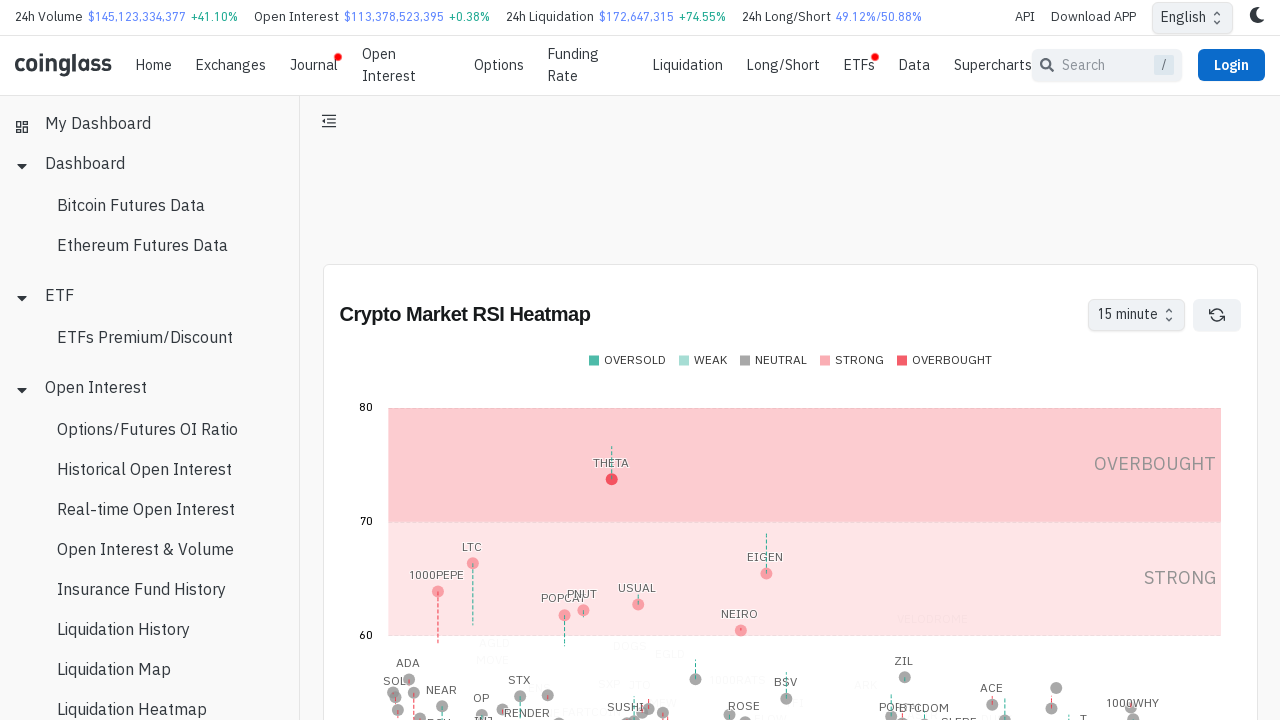 24h Volume $145,123,334,377 +41.10% Open Interest $113,378,523,395 +0.38% 24h Liquidation $172,647,315 +74.55% 24h Long/Short 49.12%/50.88% API Download APP English
coinglass Home Exchanges Journal Open Interest Options Funding Rate Liquidation Long/Short ETFs Data Supercharts Search / Login
My Dashboard
Dashboard
Bitcoin Futures Data
Ethereum Futures Data
ETF
ETFs Premium/Discount
Open Interest
Options/Futures OI Ratio
Historical Open Interest
Real-time Open Interest
Open Interest & Volume
Insurance Fund History
Liquidation History
Liquidation Map
Liquidation Heatmap
Crypto Market RSI Heatmap 15 minute
OVERSOLD WEAK NEUTRAL STRONG OVERBOUGHT
80
OVERBOUGHT
THETA
70
LTC
EIGEN
1000PEPE
STRONG
USUAL
POPCAT PNUT
NEIRO
60
ADA
ZIL
SOL
STX
BSV
NEAR
ACE
OP
1000WHY
SUSHI
ROSE
BTCDOM
RENDER